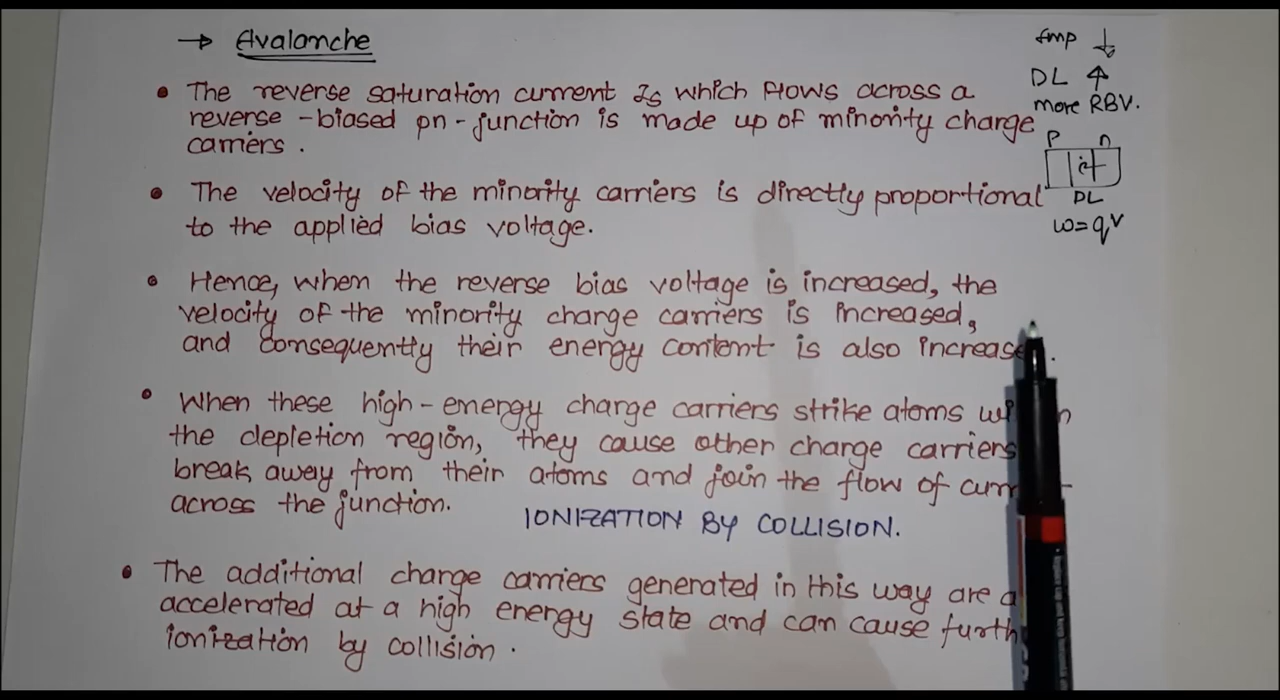 → Avalanche
• The reverse saturation current Is which flows across a
reverse-biased pn-junction is made up of minority charge
carriers.
• The velocity of the minority carriers is directly proportional
to the applied bias voltage.
• Hence, when the reverse bias voltage is increased, the
velocity of the minority charge carriers is increased,
and consequently their energy content is also increase
• When these high-energy charge carriers strike atoms
the depletion region, they cause other charge carriers
break away from their atoms and join the flow of
across the junction.
IONIZATION BY COLLISION.
• The additional charge carriers generated in this way are
accelerated at a high energy state and can cause
ionization by collision.
↓
DL ↑
more RBV.
P n
DL
w=qv